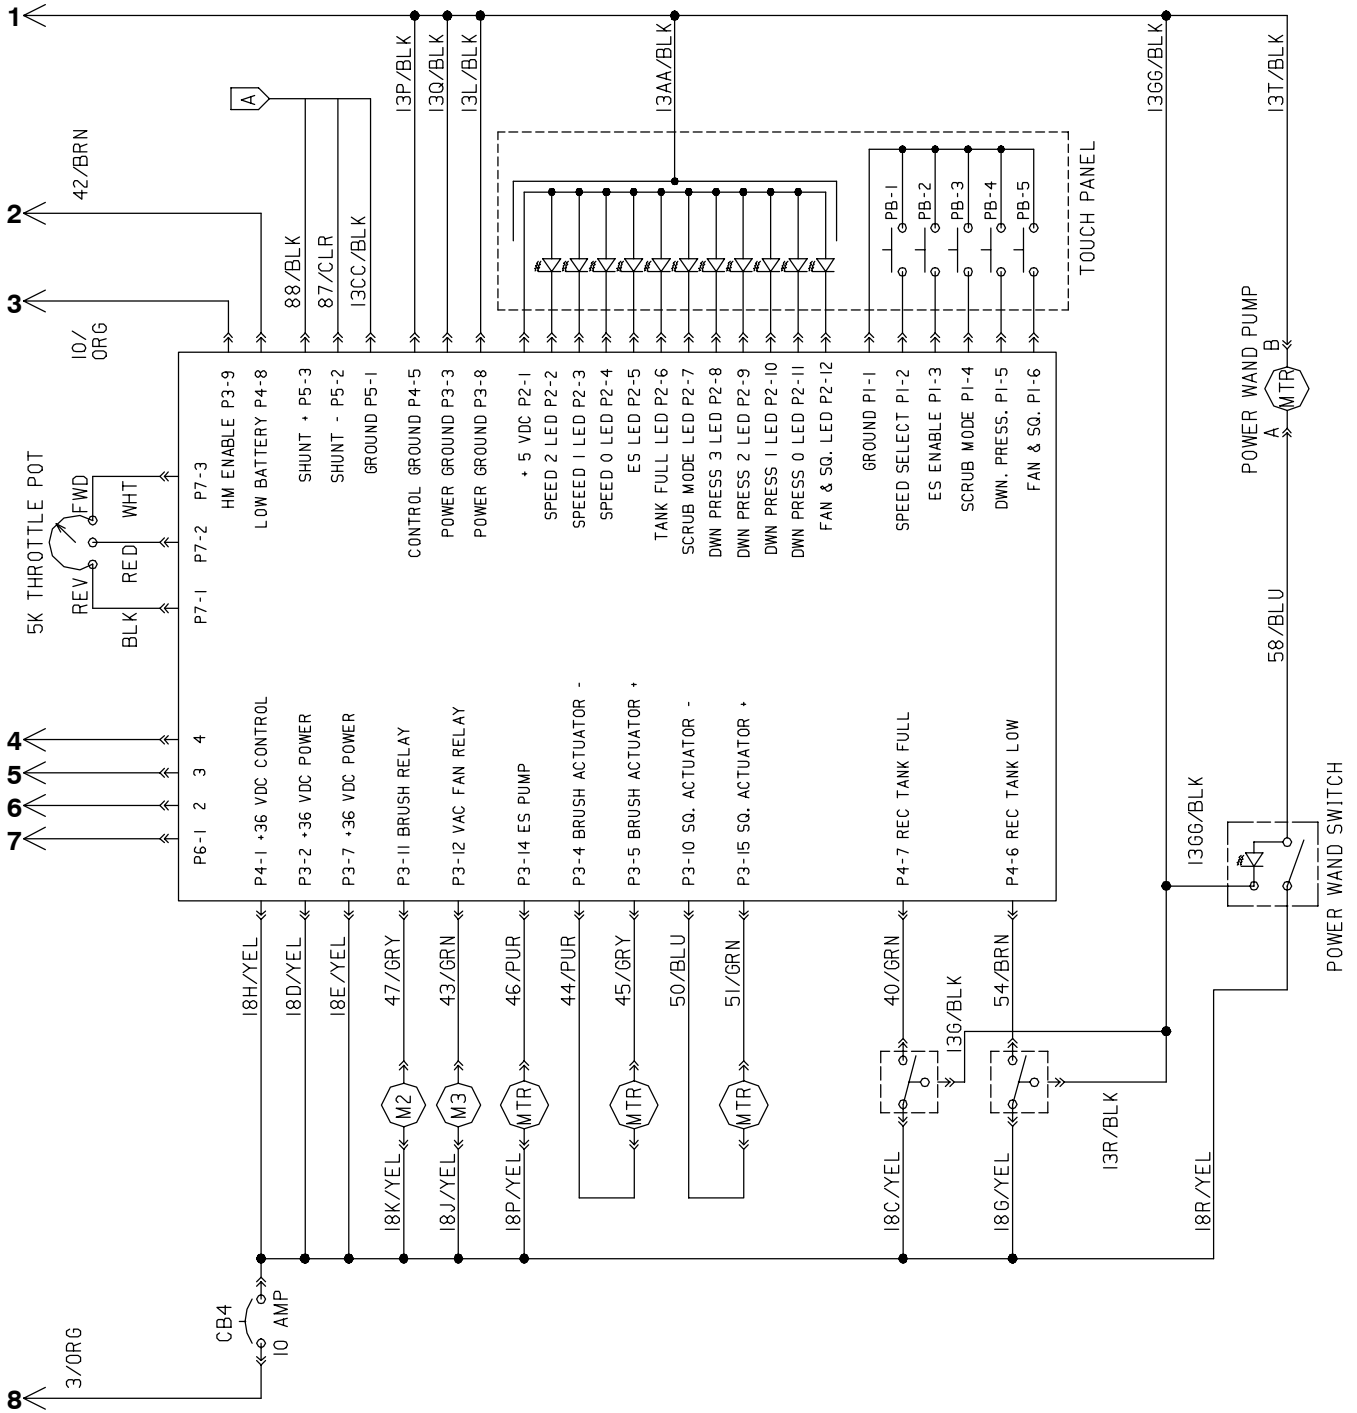 1
13P/BLK
13Q/BLK
13L/BLK
13AA/BLK
13GG/BLK
13T/BLK
A
42/BRN
2
88/BLK
87/CLR
13CC/BLK
3
10/
ORG
TOUCH PANEL
PB-1
PB-2
PB-3
PB-4
PB-5
5K THROTTLE POT
REV
FWD
BLK
RED
WHT
P7-1
P7-2
P7-3
HM ENABLE P3-9
LOW BATTERY P4-8
SHUNT + P5-3
SHUNT - P5-2
GROUND P5-1
CONTROL GROUND P4-5
POWER GROUND P3-3
POWER GROUND P3-8
+ 5 VDC P2-1
SPEED 2 LED P2-2
SPEEED 1 LED P2-3
SPEED 0 LED P2-4
ES LED P2-5
TANK FULL LED P2-6
SCRUB MODE LED P2-7
DWN PRESS 3 LED P2-8
DWN PRESS 2 LED P2-9
DWN PRESS 1 LED P2-10
DWN PRESS 0 LED P2-11
FAN & SQ. LED P2-12
GROUND P1-1
SPEED SELECT P1-2
ES ENABLE P1-3
SCRUB MODE P1-4
DWN. PRESS. P1-5
FAN & SQ. P1-6
POWER WAND PUMP
A
MTR
B
58/BLU
4
5
6
7
P6-1
2
3
4
P4-1 +36 VDC CONTROL
P3-2 +36 VDC POWER
P3-7 +36 VDC POWER
P3-11 BRUSH RELAY
P3-12 VAC FAN RELAY
P3-14 ES PUMP
P3-4 BRUSH ACTUATOR -
P3-5 BRUSH ACTUATOR +
P3-10 SQ. ACTUATOR -
P3-15 SQ. ACTUATOR +
P4-7 REC TANK FULL
P4-6 REC TANK LOW
13GG/BLK
POWER WAND SWITCH
18H/YEL
18D/YEL
18E/YEL
47/GRY
43/GRN
46/PUR
44/PUR
45/GRY
50/BLU
51/GRN
40/GRN
13G/BLK
54/BRN
M2
M3
MTR
MTR
MTR
13R/BLK
18K/YEL
18J/YEL
18P/YEL
18C/YEL
18G/YEL
18R/YEL
CB4
10 AMP
3/ORG
8